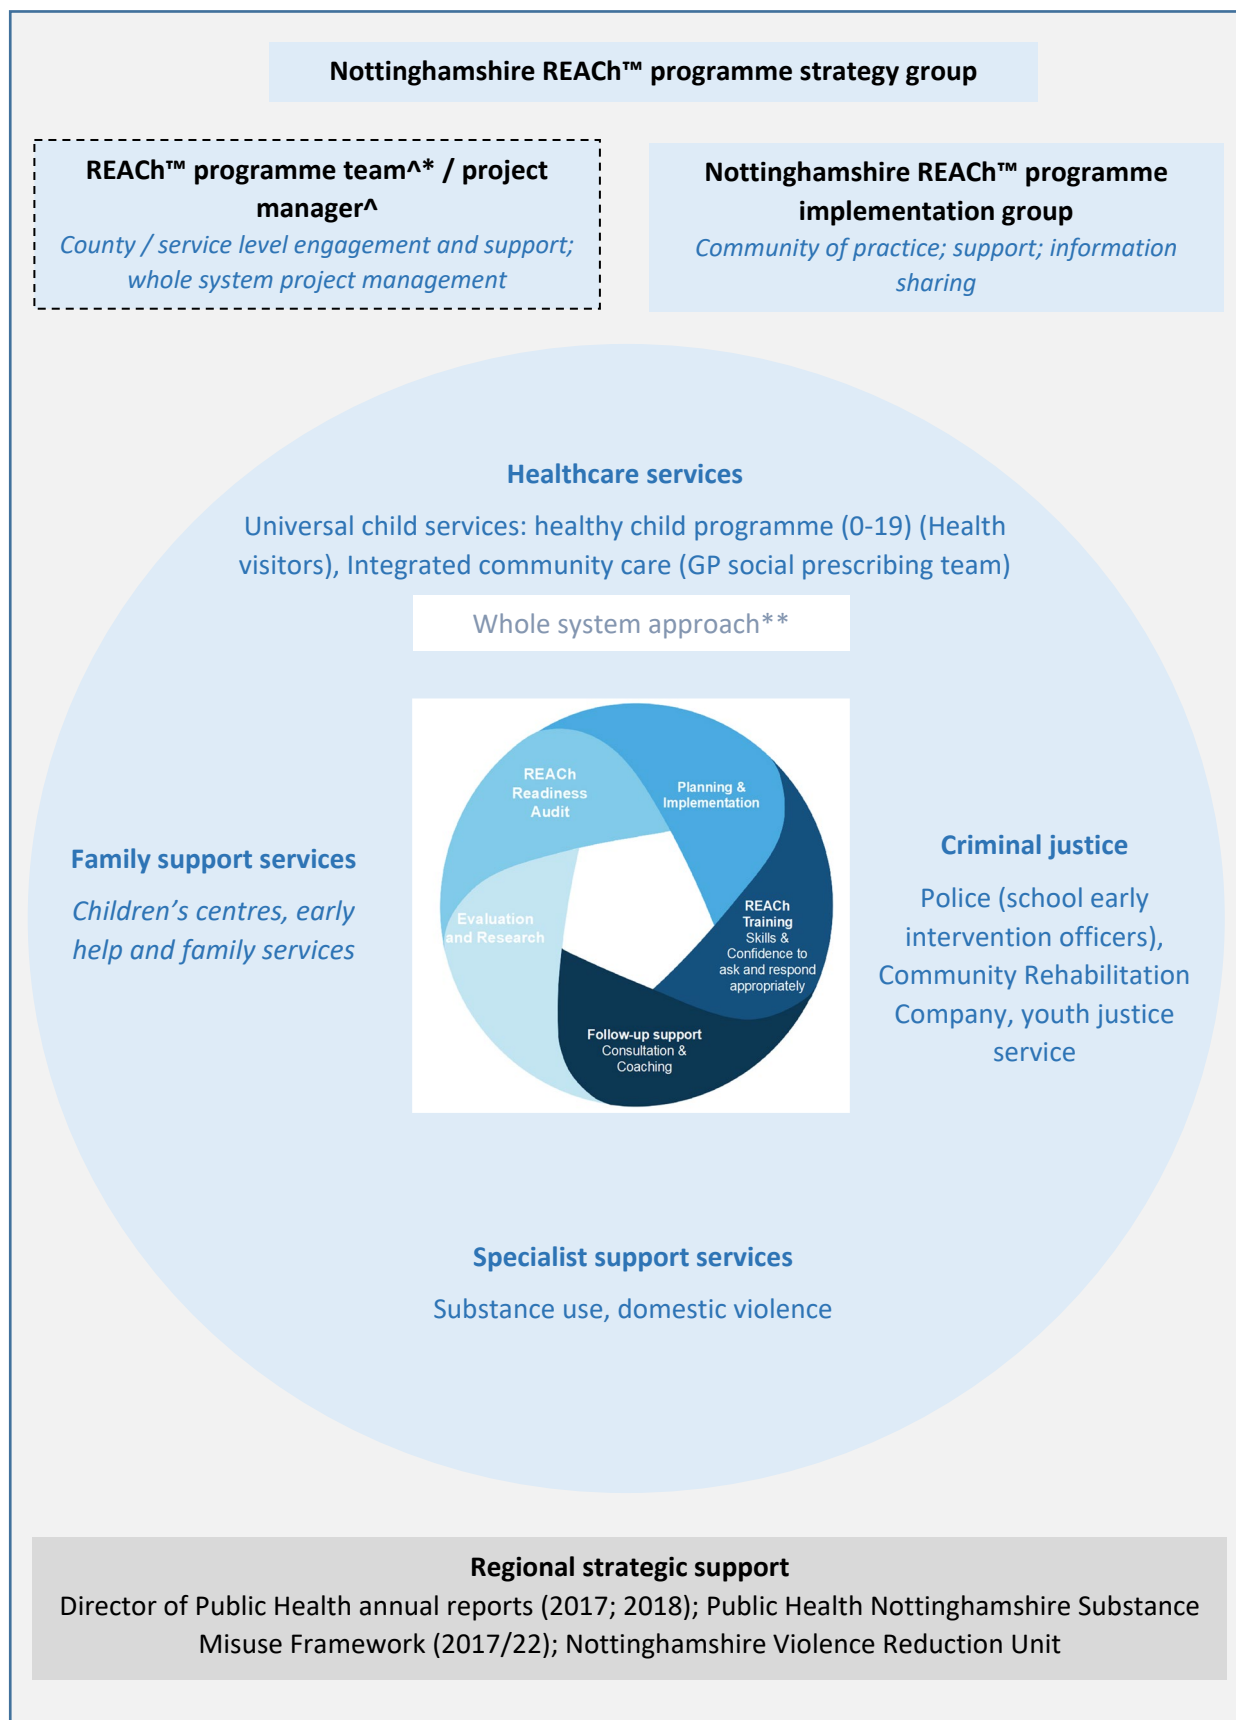 Nottinghamshire REACh™ programme strategy group
REACh™ programme team^* / project
manager^
County / service level engagement and support;
whole system project management
Nottinghamshire REACh™ programme
implementation group
Community of practice; support; information
sharing
Healthcare services
Universal child services: healthy child programme (0-19) (Health
visitors), Integrated community care (GP social prescribing team)
Whole system approach**
REACh
Readiness
Audit
Planning &
Implementation
REACh
Training
Skills &
Confidence to
ask and respond
appropriately
Follow-up support
Consultation &
Coaching
Evaluation
and Research
Family support services
Children’s centres, early
help and family services
Criminal justice
Police (school early
intervention officers),
Community Rehabilitation
Company, youth justice
service
Specialist support services
Substance use, domestic violence
Regional strategic support
Director of Public Health annual reports (2017; 2018); Public Health Nottinghamshire Substance
Misuse Framework (2017/22); Nottinghamshire Violence Reduction Unit